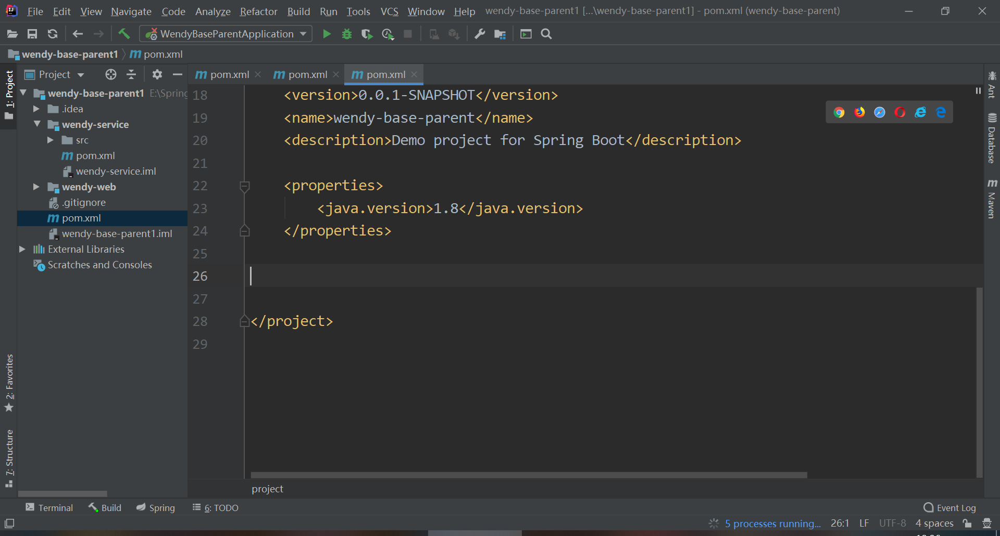 File Edit View Navigate Code Analyze Refactor Build Run Tools VCS Window Help wendy-base-parent1 [...\wendy-base-parent1] - pom.xml (wendy-base-parent)
WendyBaseParentApplication
wendy-base-parent1 pom.xml
1: Project
Project
wendy-base-parent1 E:\Spring
.idea
wendy-service
src
pom.xml
wendy-service.iml
wendy-web
.gitignore
pom.xml
wendy-base-parent1.iml
External Libraries
Scratches and Consoles
2: Favorites
7: Structure
pom.xml pom.xml pom.xml
18 <version>0.0.1-SNAPSHOT</version>
19 <name>wendy-base-parent</name>
20 <description>Demo project for Spring Boot</description>
21
22 <properties>
23 <java.version>1.8</java.version>
24 </properties>
25
26
27
28 </project>
29
project
Ant
Database
Maven
Terminal Build Spring 6: TODO Event Log
5 processes running... 26:1 LF UTF-8 4 spaces